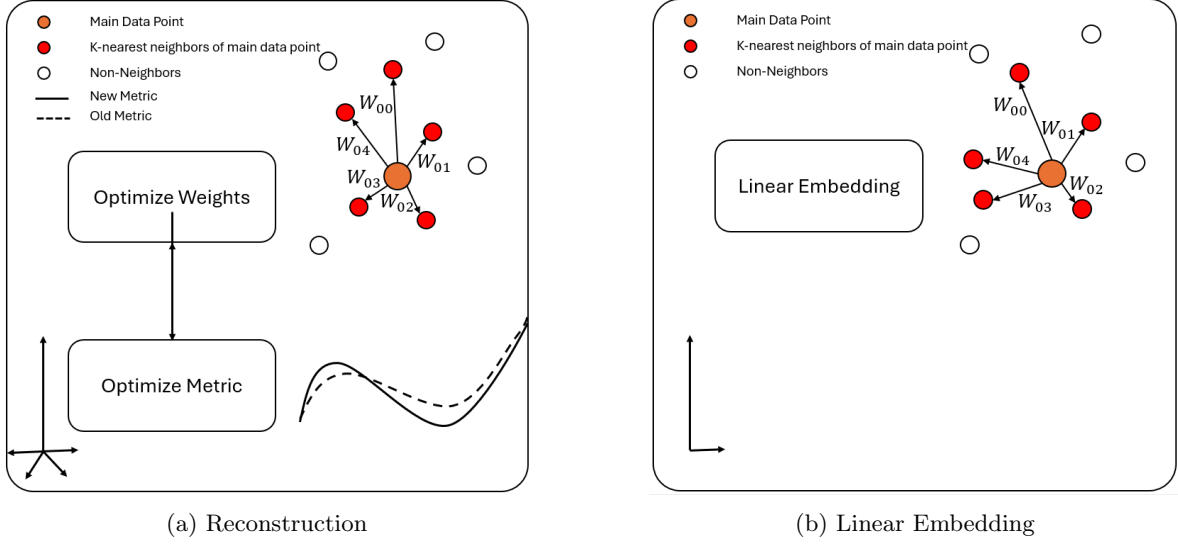 Main Data Point
K-nearest neighbors of main data point
Non-Neighbors
New Metric
Old Metric
W₀₀
W₀₄
W₀₁
W₀₃
W₀₂
Optimize Weights
Optimize Metric
(a) Reconstruction
Main Data Point
K-nearest neighbors of main data point
Non-Neighbors
W₀₀
W₀₁
W₀₄
W₀₂
W₀₃
Linear Embedding
(b) Linear Embedding